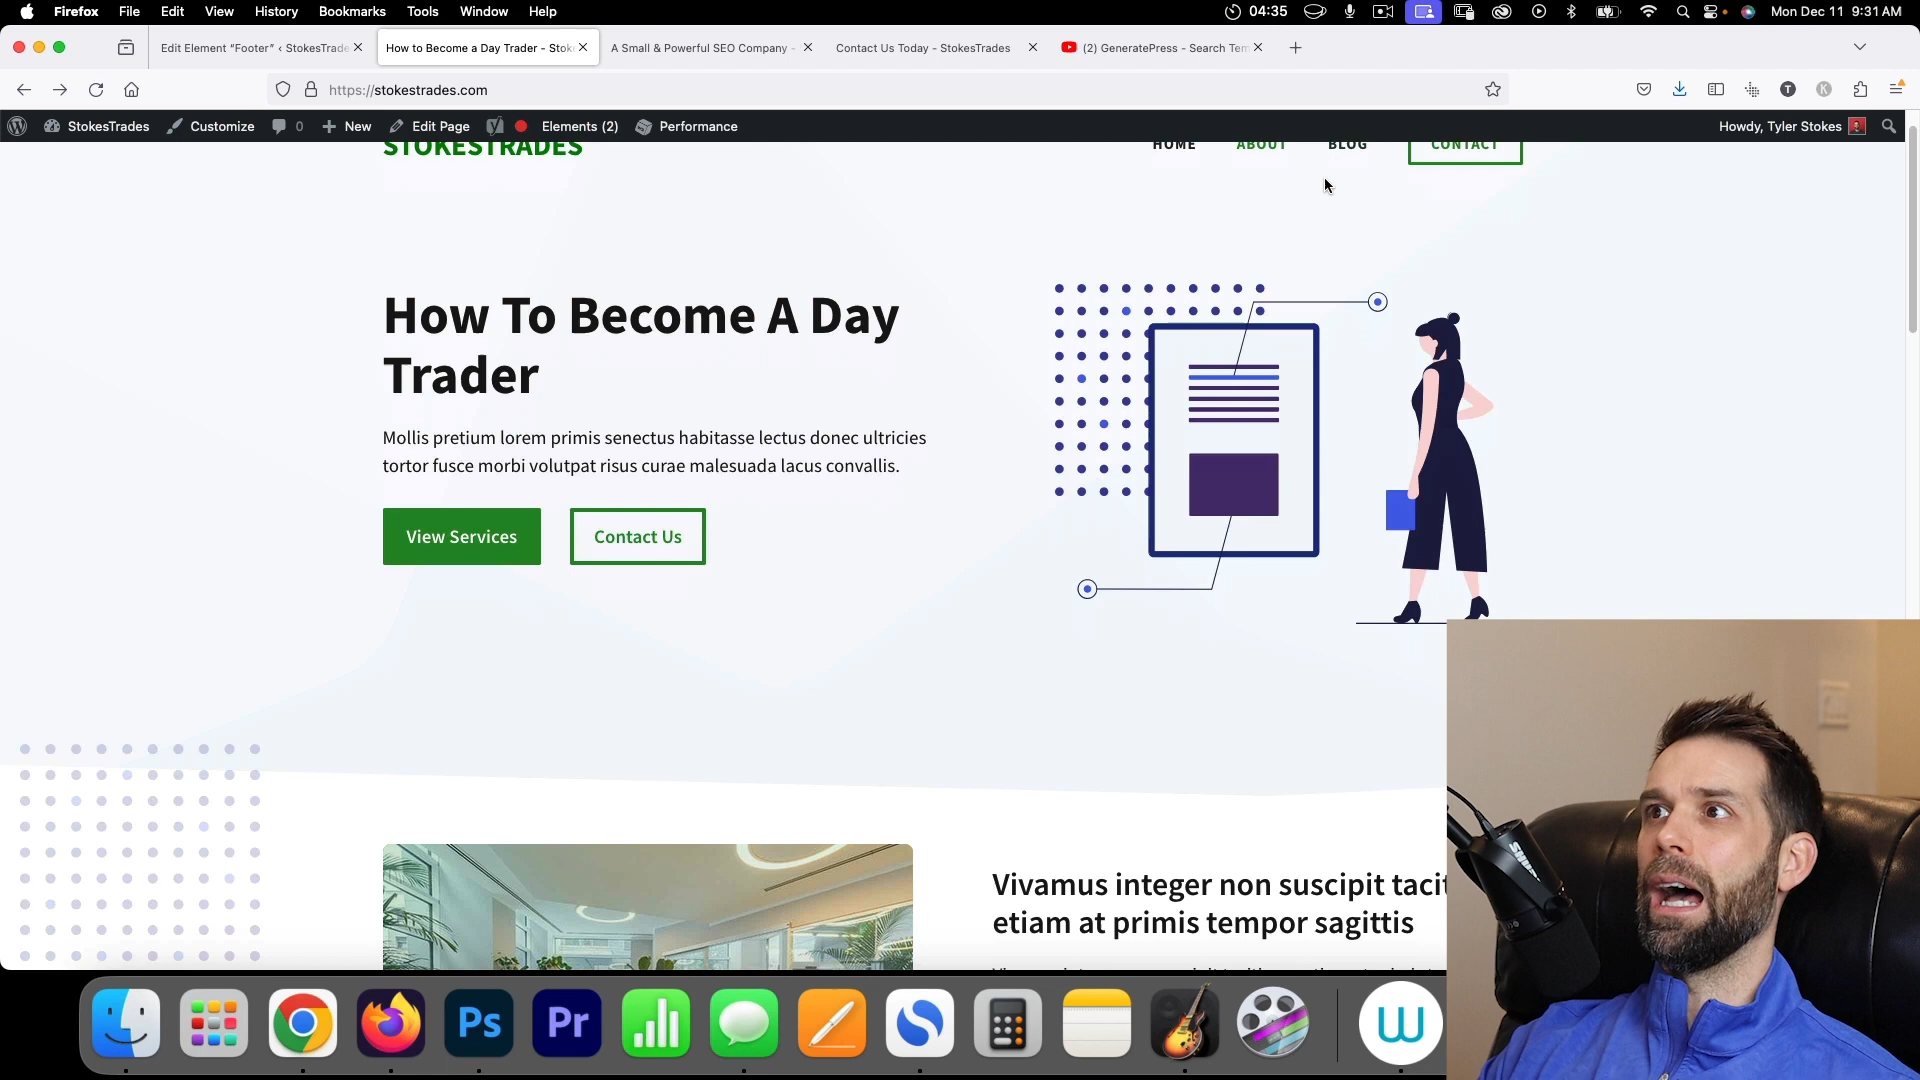 Firefox File Edit View History Bookmarks Tools Window Help 04:35 Mon Dec 11 9:31 AM
Edit Element “Footer” ‹ StokesTrade How to Become a Day Trader - Stok A Small & Powerful SEO Company - Contact Us Today - StokesTrades (2) GeneratePress - Search Tem
https://stokestrades.com
StokesTrades Customize 0 New Edit Page Elements (2) Performance Howdy, Tyler Stokes
STOKESTRADES HOME ABOUT BLOG CONTACT
How To Become A Day
Trader
Mollis pretium lorem primis senectus habitasse lectus donec ultricies
tortor fusce morbi volutpat risus curae malesuada lacus convallis.
View Services Contact Us
Vivamus integer non suscipit tacit
etiam at primis tempor sagittis
SHURE
Ps Pr